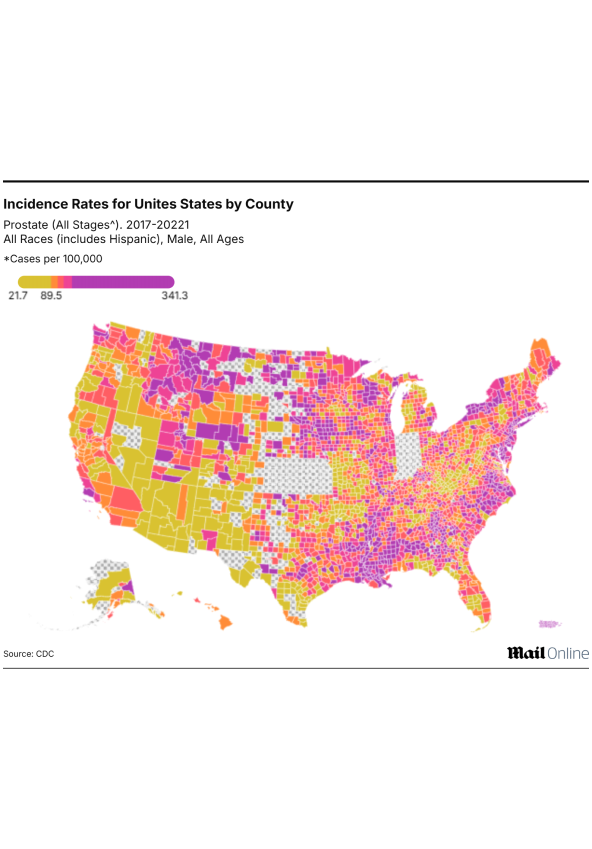 Incidence Rates for Unites States by County
Prostate (All Stages^). 2017-20221
All Races (includes Hispanic), Male, All Ages
*Cases per 100,000
21.7 89.5 341.3
Source: CDC
Mail Online